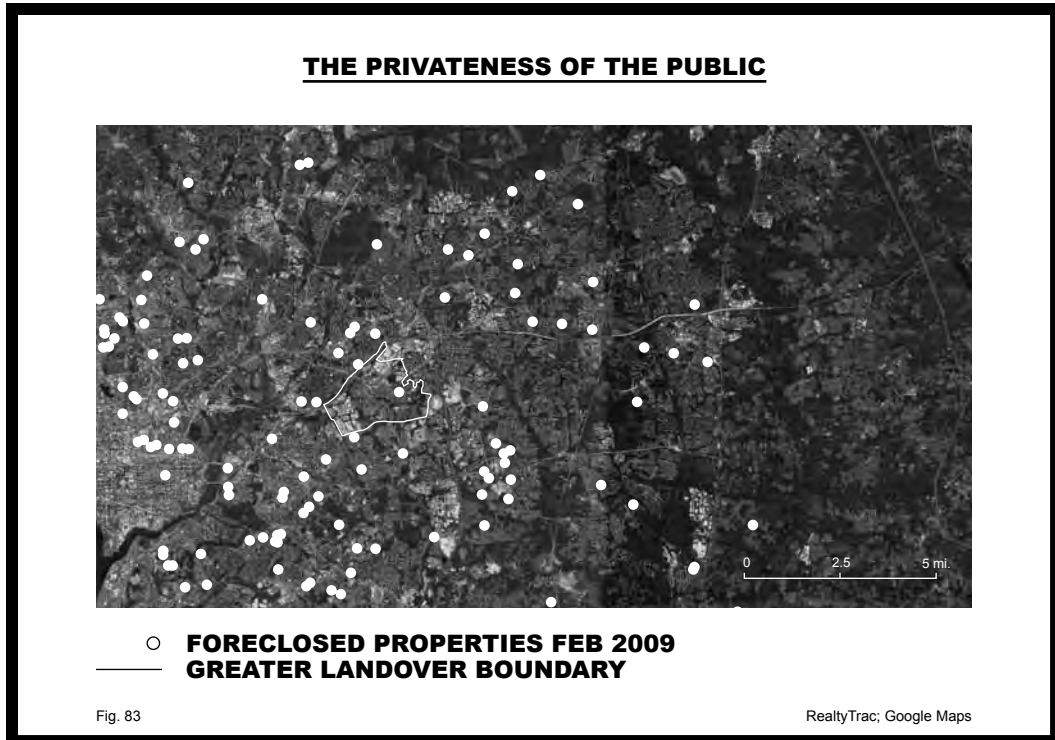 THE PRIVATENESS OF THE PUBLIC
0 2.5 5 mi.
FORECLOSED PROPERTIES FEB 2009
GREATER LANDOVER BOUNDARY
Fig. 83 RealtyTrac; Google Maps